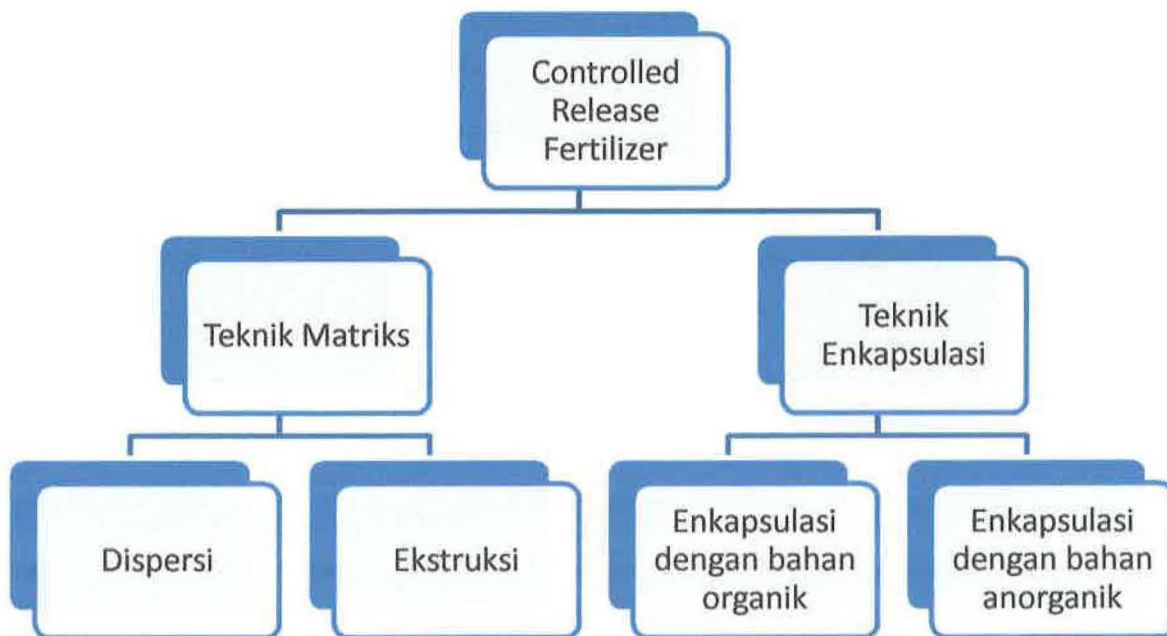 Controlled
Release
Fertilizer
Teknik Matriks
Teknik
Enkapsulasi
Dispersi
Ekstruksi
Enkapsulasi
dengan bahan
organik
Enkapsulasi
dengan bahan
anorganik